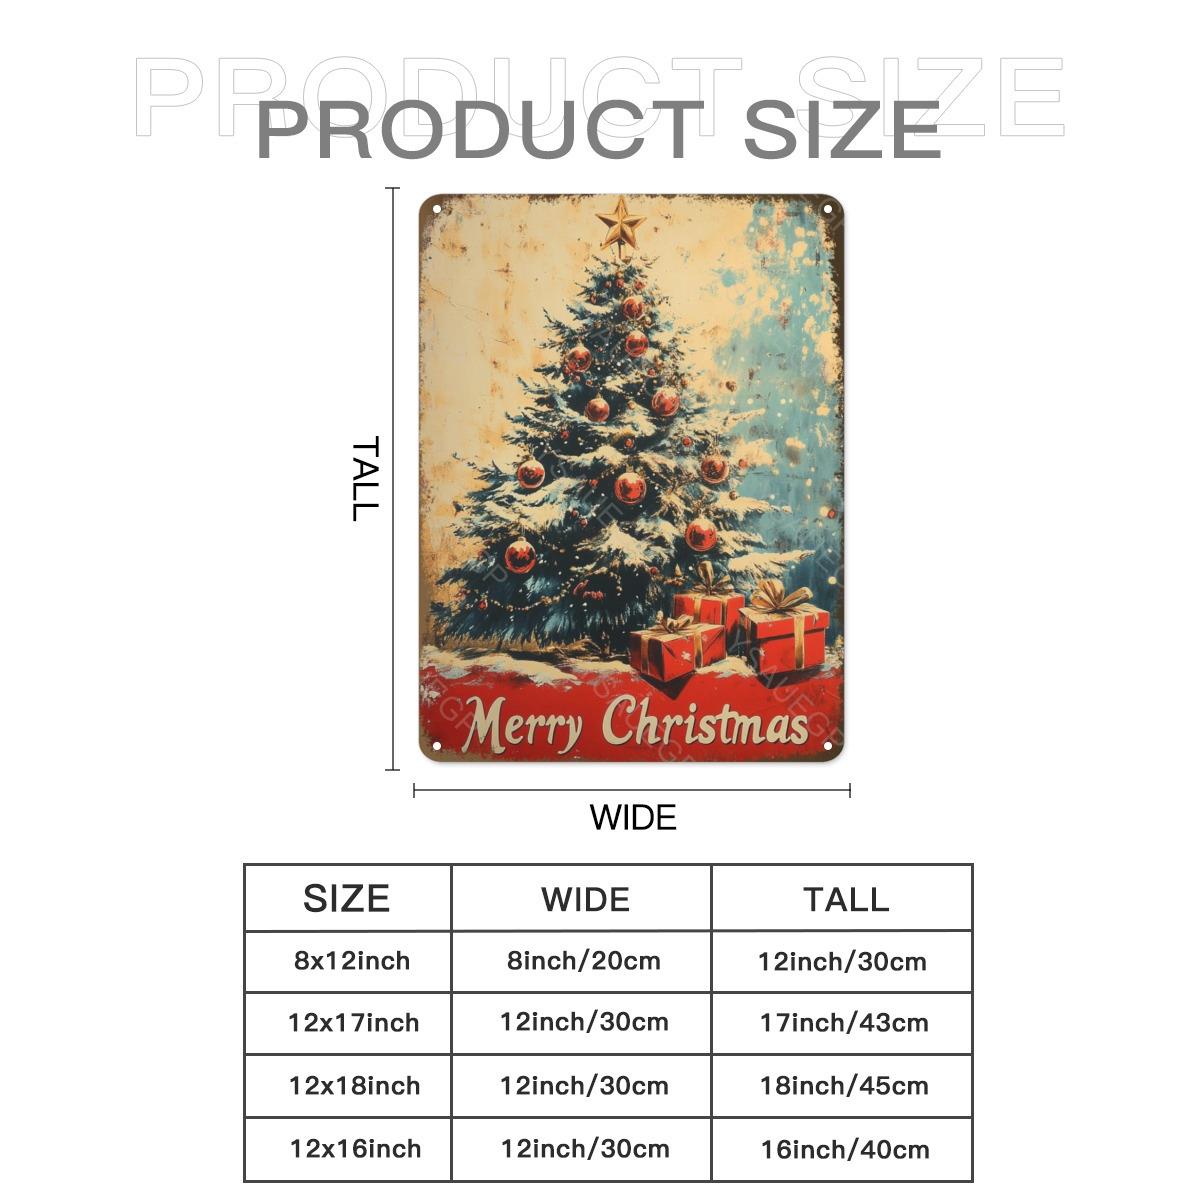 PRODUCT SIZE
PRODUCT SIZE
TALL
Merry Christmas
WIDE
SIZE WIDE TALL
8x12inch 8inch/20cm 12inch/30cm
12x17inch 12inch/30cm 17inch/43cm
12x18inch 12inch/30cm 18inch/45cm
12x16inch 12inch/30cm 16inch/40cm